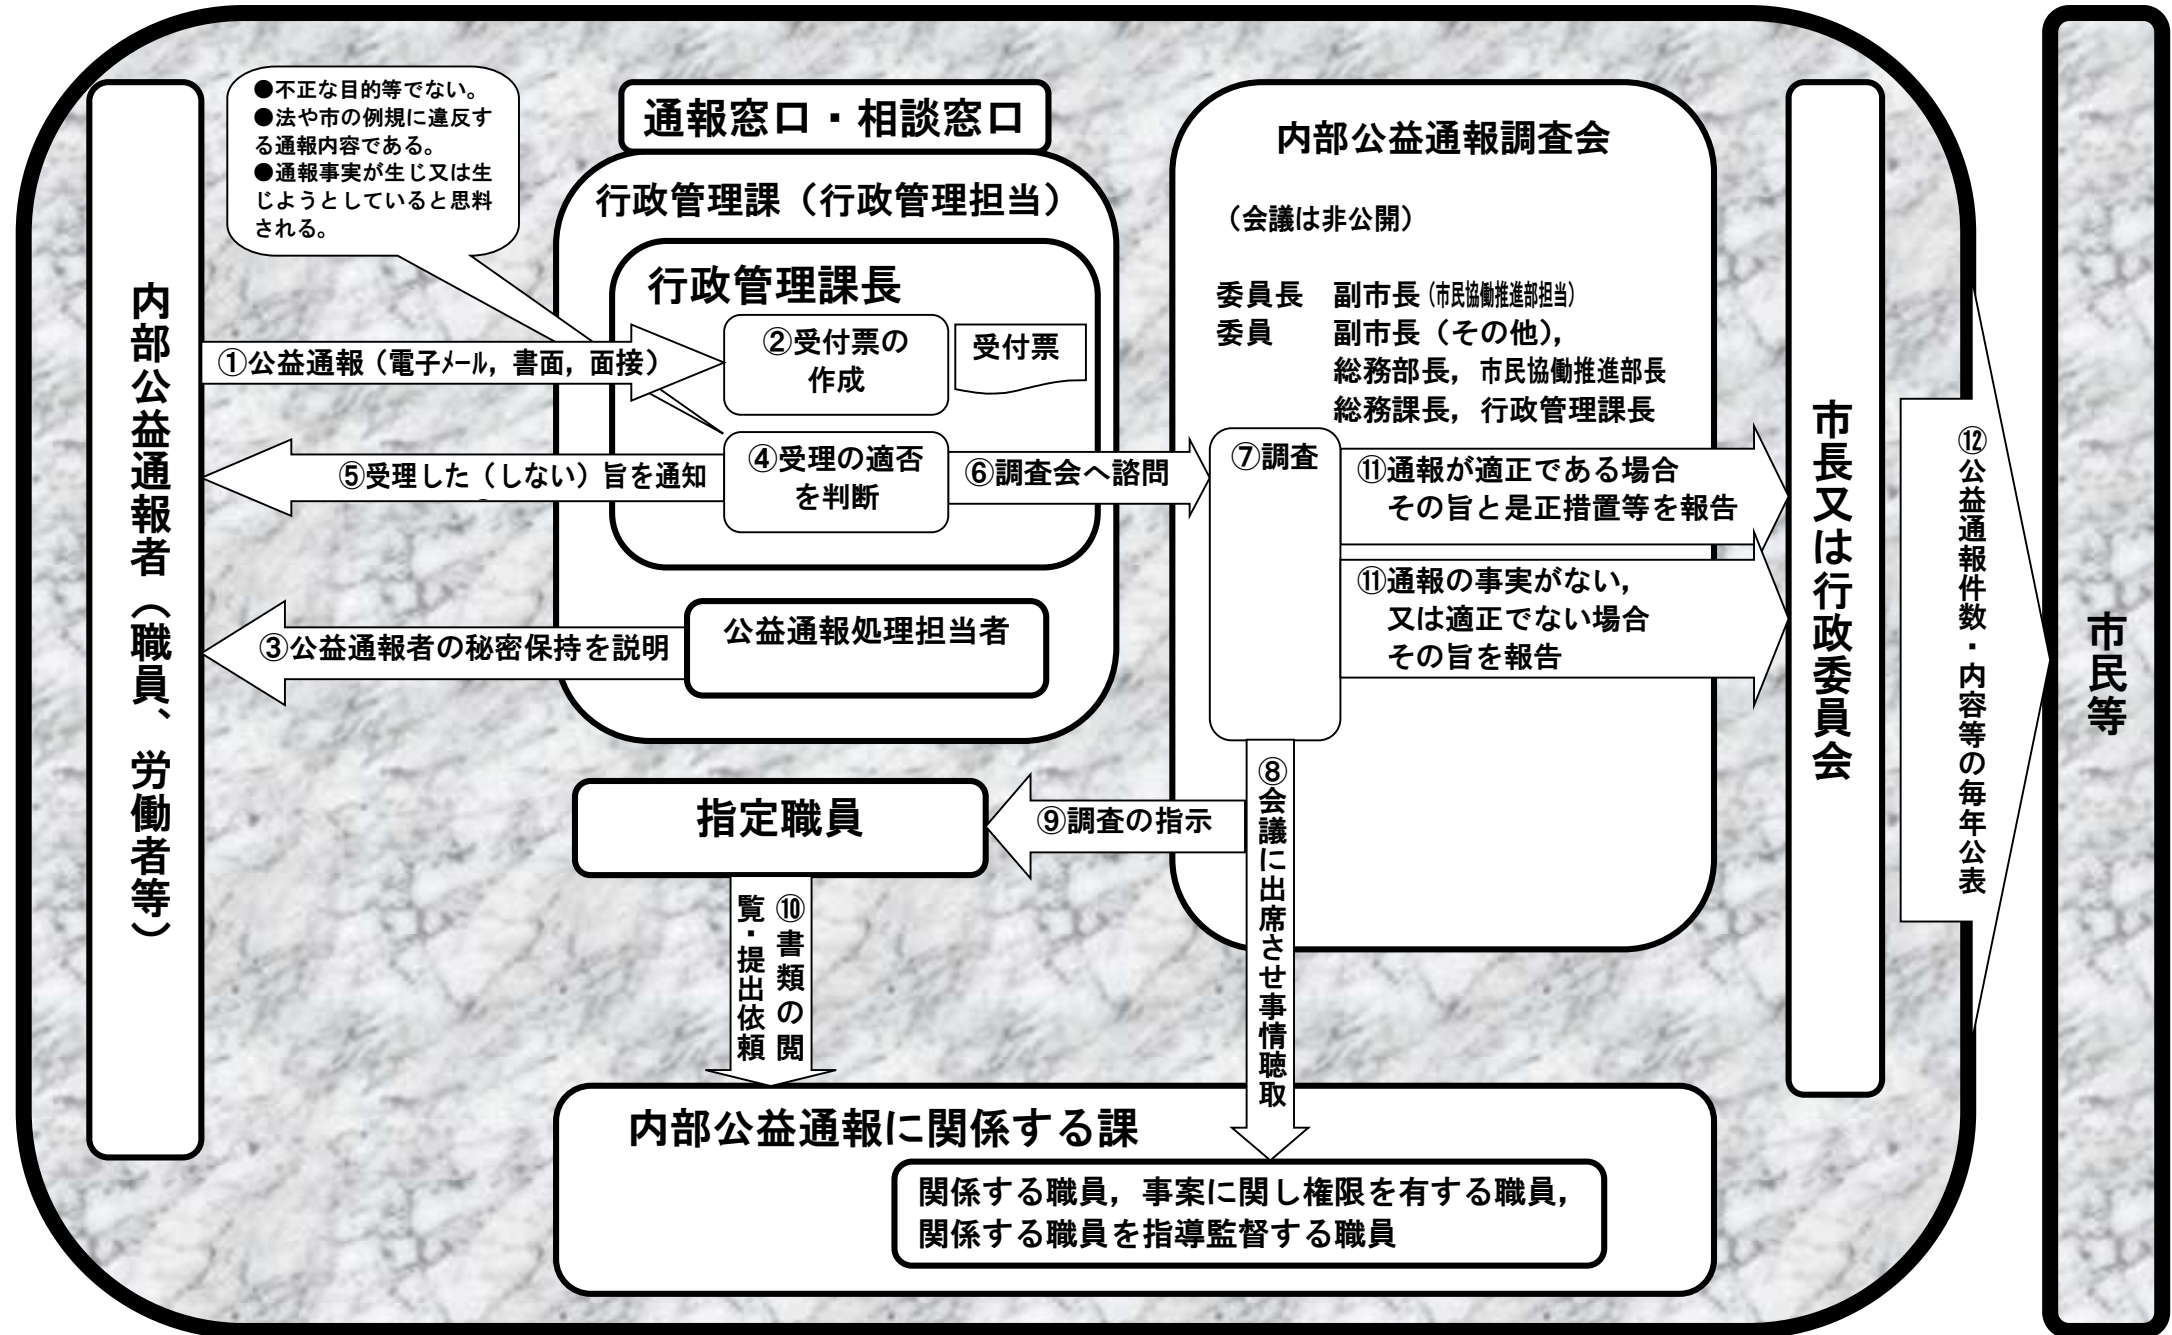 ●不正な目的等でない。
●法や市の例規に違反す
る通報内容である。
●通報事実が生じ又は生
じようとしていると思料
される。
通報窓口・相談窓口
行政管理課（行政管理担当）
行政管理課長
②受付票の
作成
受付票
①公益通報（電子ﾒｰﾙ，書面，面接）
④受理の適否
を判断
⑤受理した（しない）旨を通知
⑥調査会へ諮問
公益通報処理担当者
③公益通報者の秘密保持を説明
内部公益通報者（職員、労働者等）
内部公益通報調査会
（会議は非公開）
委員長　副市長（市民協働推進部担当）
委員　　副市長（その他），
総務部長，市民協働推進部長
総務課長，行政管理課長
⑦調査
⑪通報が適正である場合
その旨と是正措置等を報告
⑪通報の事実がない，
又は適正でない場合
その旨を報告
市長又は行政委員会
⑫公益通報件数・内容等の毎年公表
市民等
指定職員
⑨調査の指示
⑧会議に出席させ事情聴取
⑩書類の閲
覧・提出依頼
内部公益通報に関係する課
関係する職員，事案に関し権限を有する職員，
関係する職員を指導監督する職員